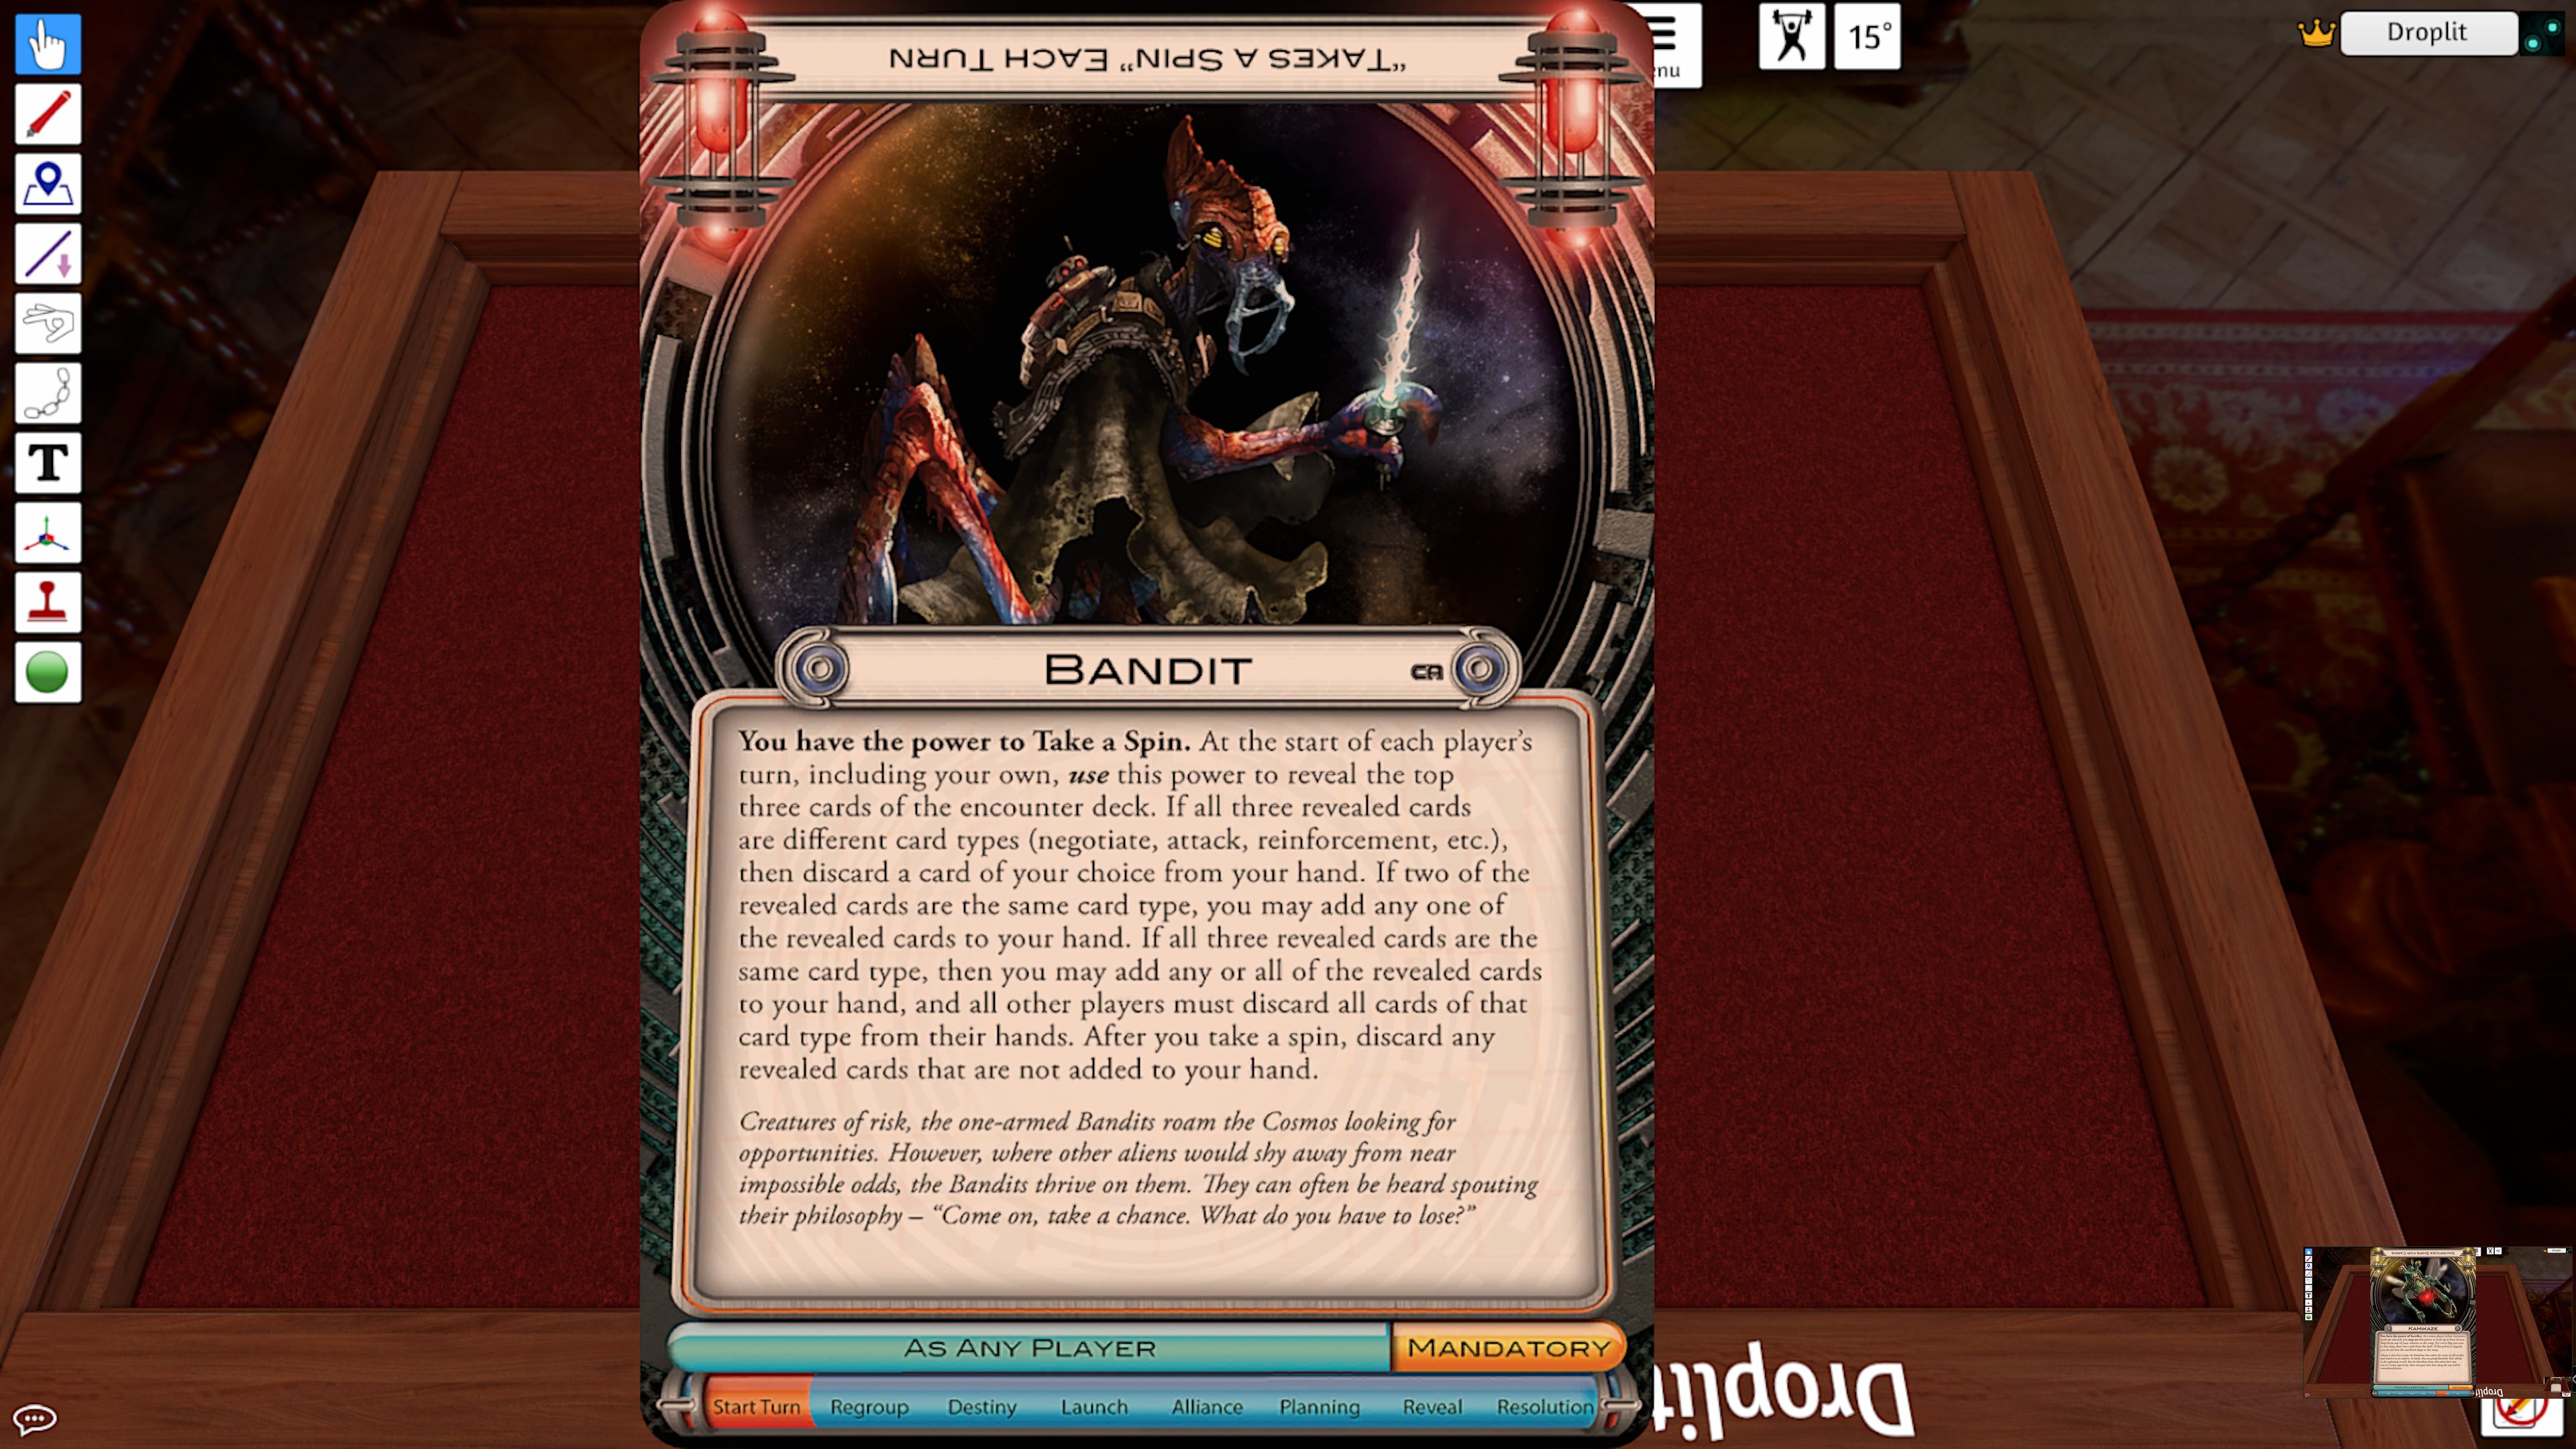 "TAKES A SPIN" EACH TURN
nu
15°
Droplit
T
BANDIT
CA
You have the power to Take a Spin. At the start of each player's
turn, including your own, use this power to reveal the top
three cards of the encounter deck. If all three revealed cards
are different card types (negotiate, attack, reinforcement, etc.),
then discard a card of your choice from your hand. If two of the
revealed cards are the same card type, you may add any one of
the revealed cards to your hand. If all three revealed cards are the
same card type, then you may add any or all of the revealed cards
to your hand, and all other players must discard all cards of that
card type from their hands. After you take a spin, discard any
revealed cards that are not added to your hand.
Creatures of risk, the one-armed Bandits roam the Cosmos looking for
opportunities. However, where other aliens would shy away from near
impossible odds, the Bandits thrive on them. They can often be heard spouting
their philosophy – “Come on, take a chance. What do you have to lose?”
AS ANY PLAYER MANDATORY
Start Turn Regroup Destiny Launch Alliance Planning Reveal Resolution
Droplit
KAMIKAZE